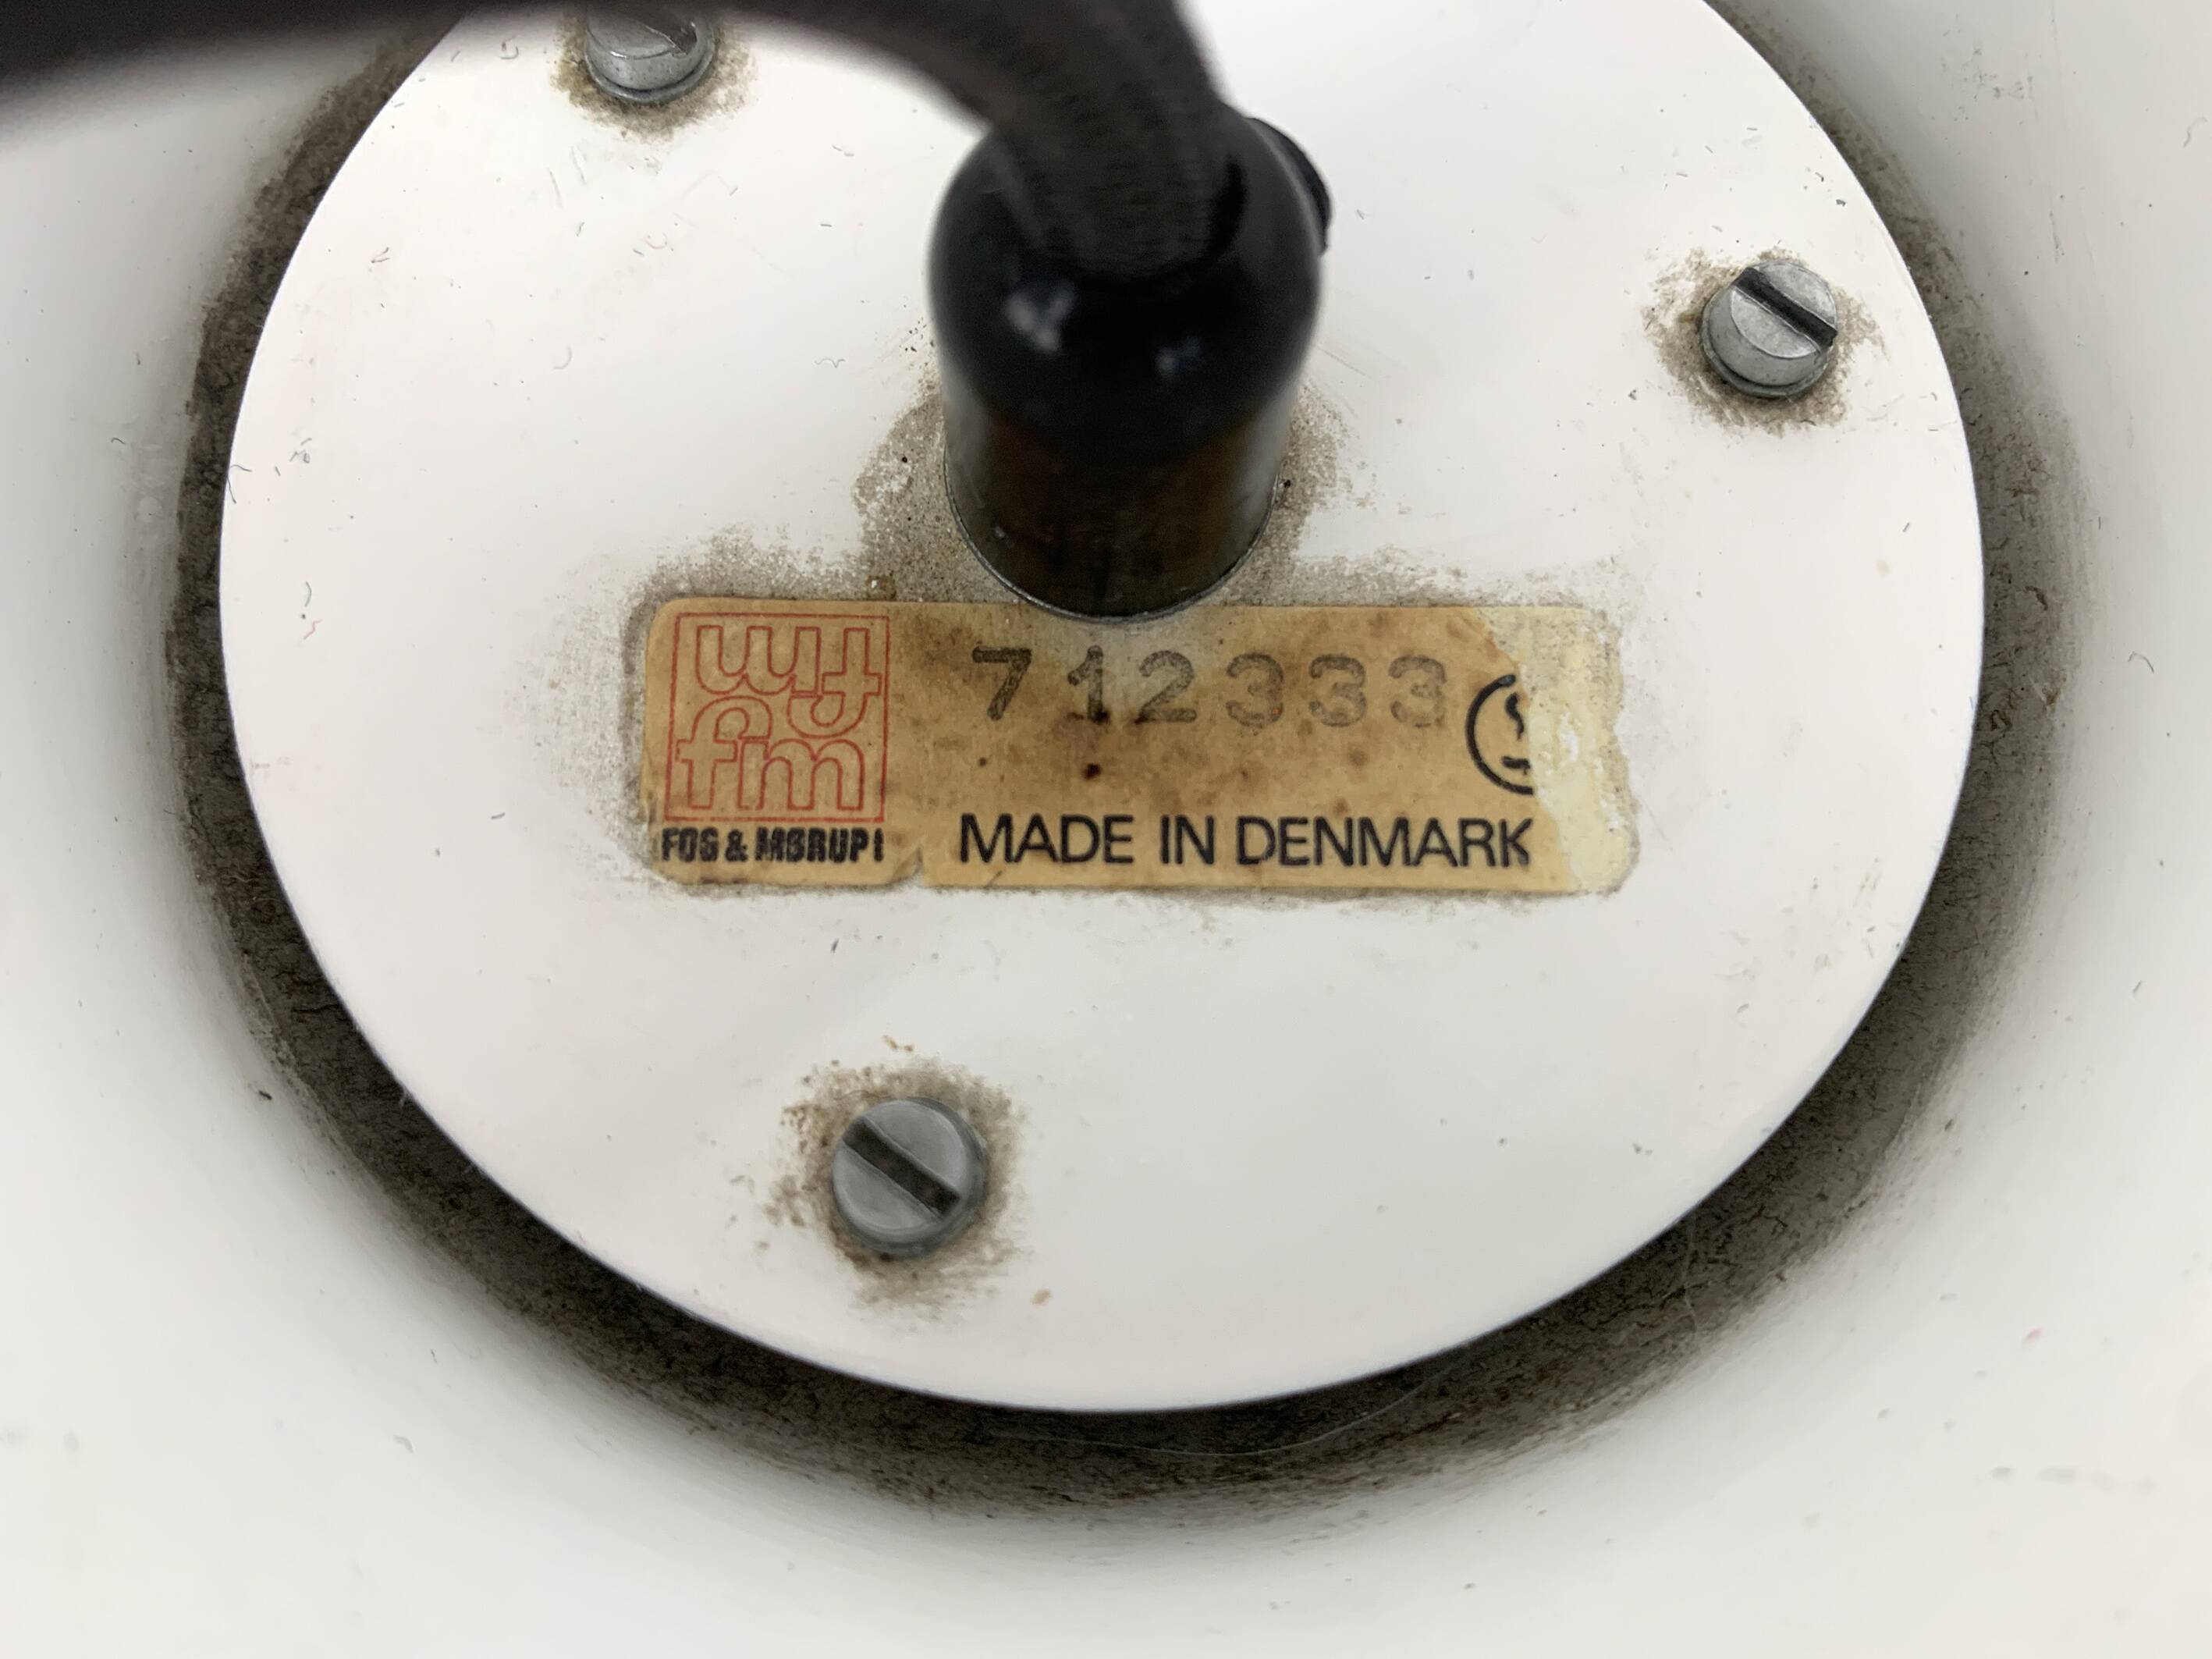 fm
712333
FOG & MØRUP
MADE IN DENMARK